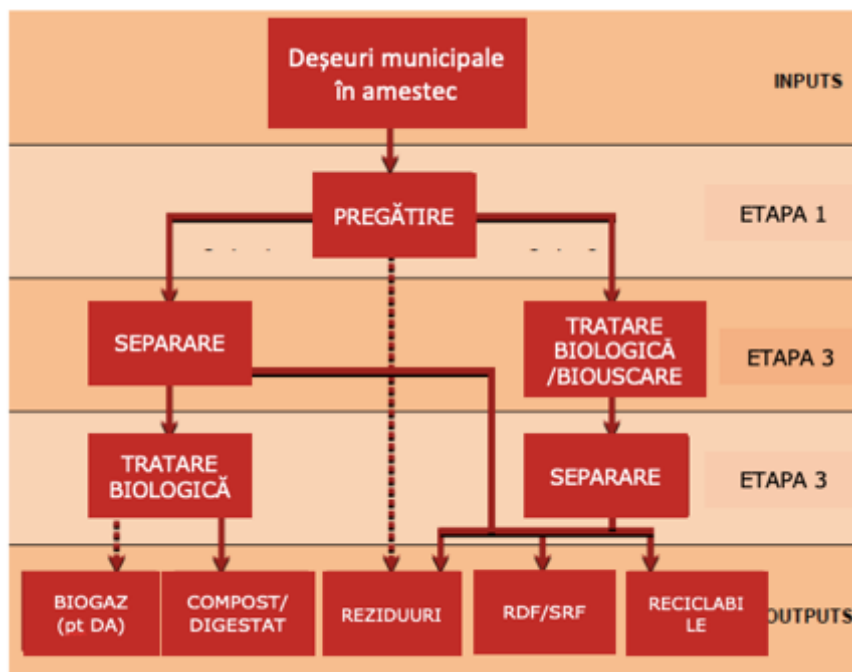 Deșeuri municipale
în amestec
INPUTS
PREGĂTIRE
ETAPA 1
SEPARARE
TRATARE
BIOLOGICĂ
/BIOUSCARE
ETAPA 3
TRATARE
BIOLOGICĂ
SEPARARE
ETAPA 3
BIOGAZ
(pt DA)
COMPOST/
DIGESTAT
REZIDUURI
RDF/SRF
RECICLABI
LE
OUTPUTS